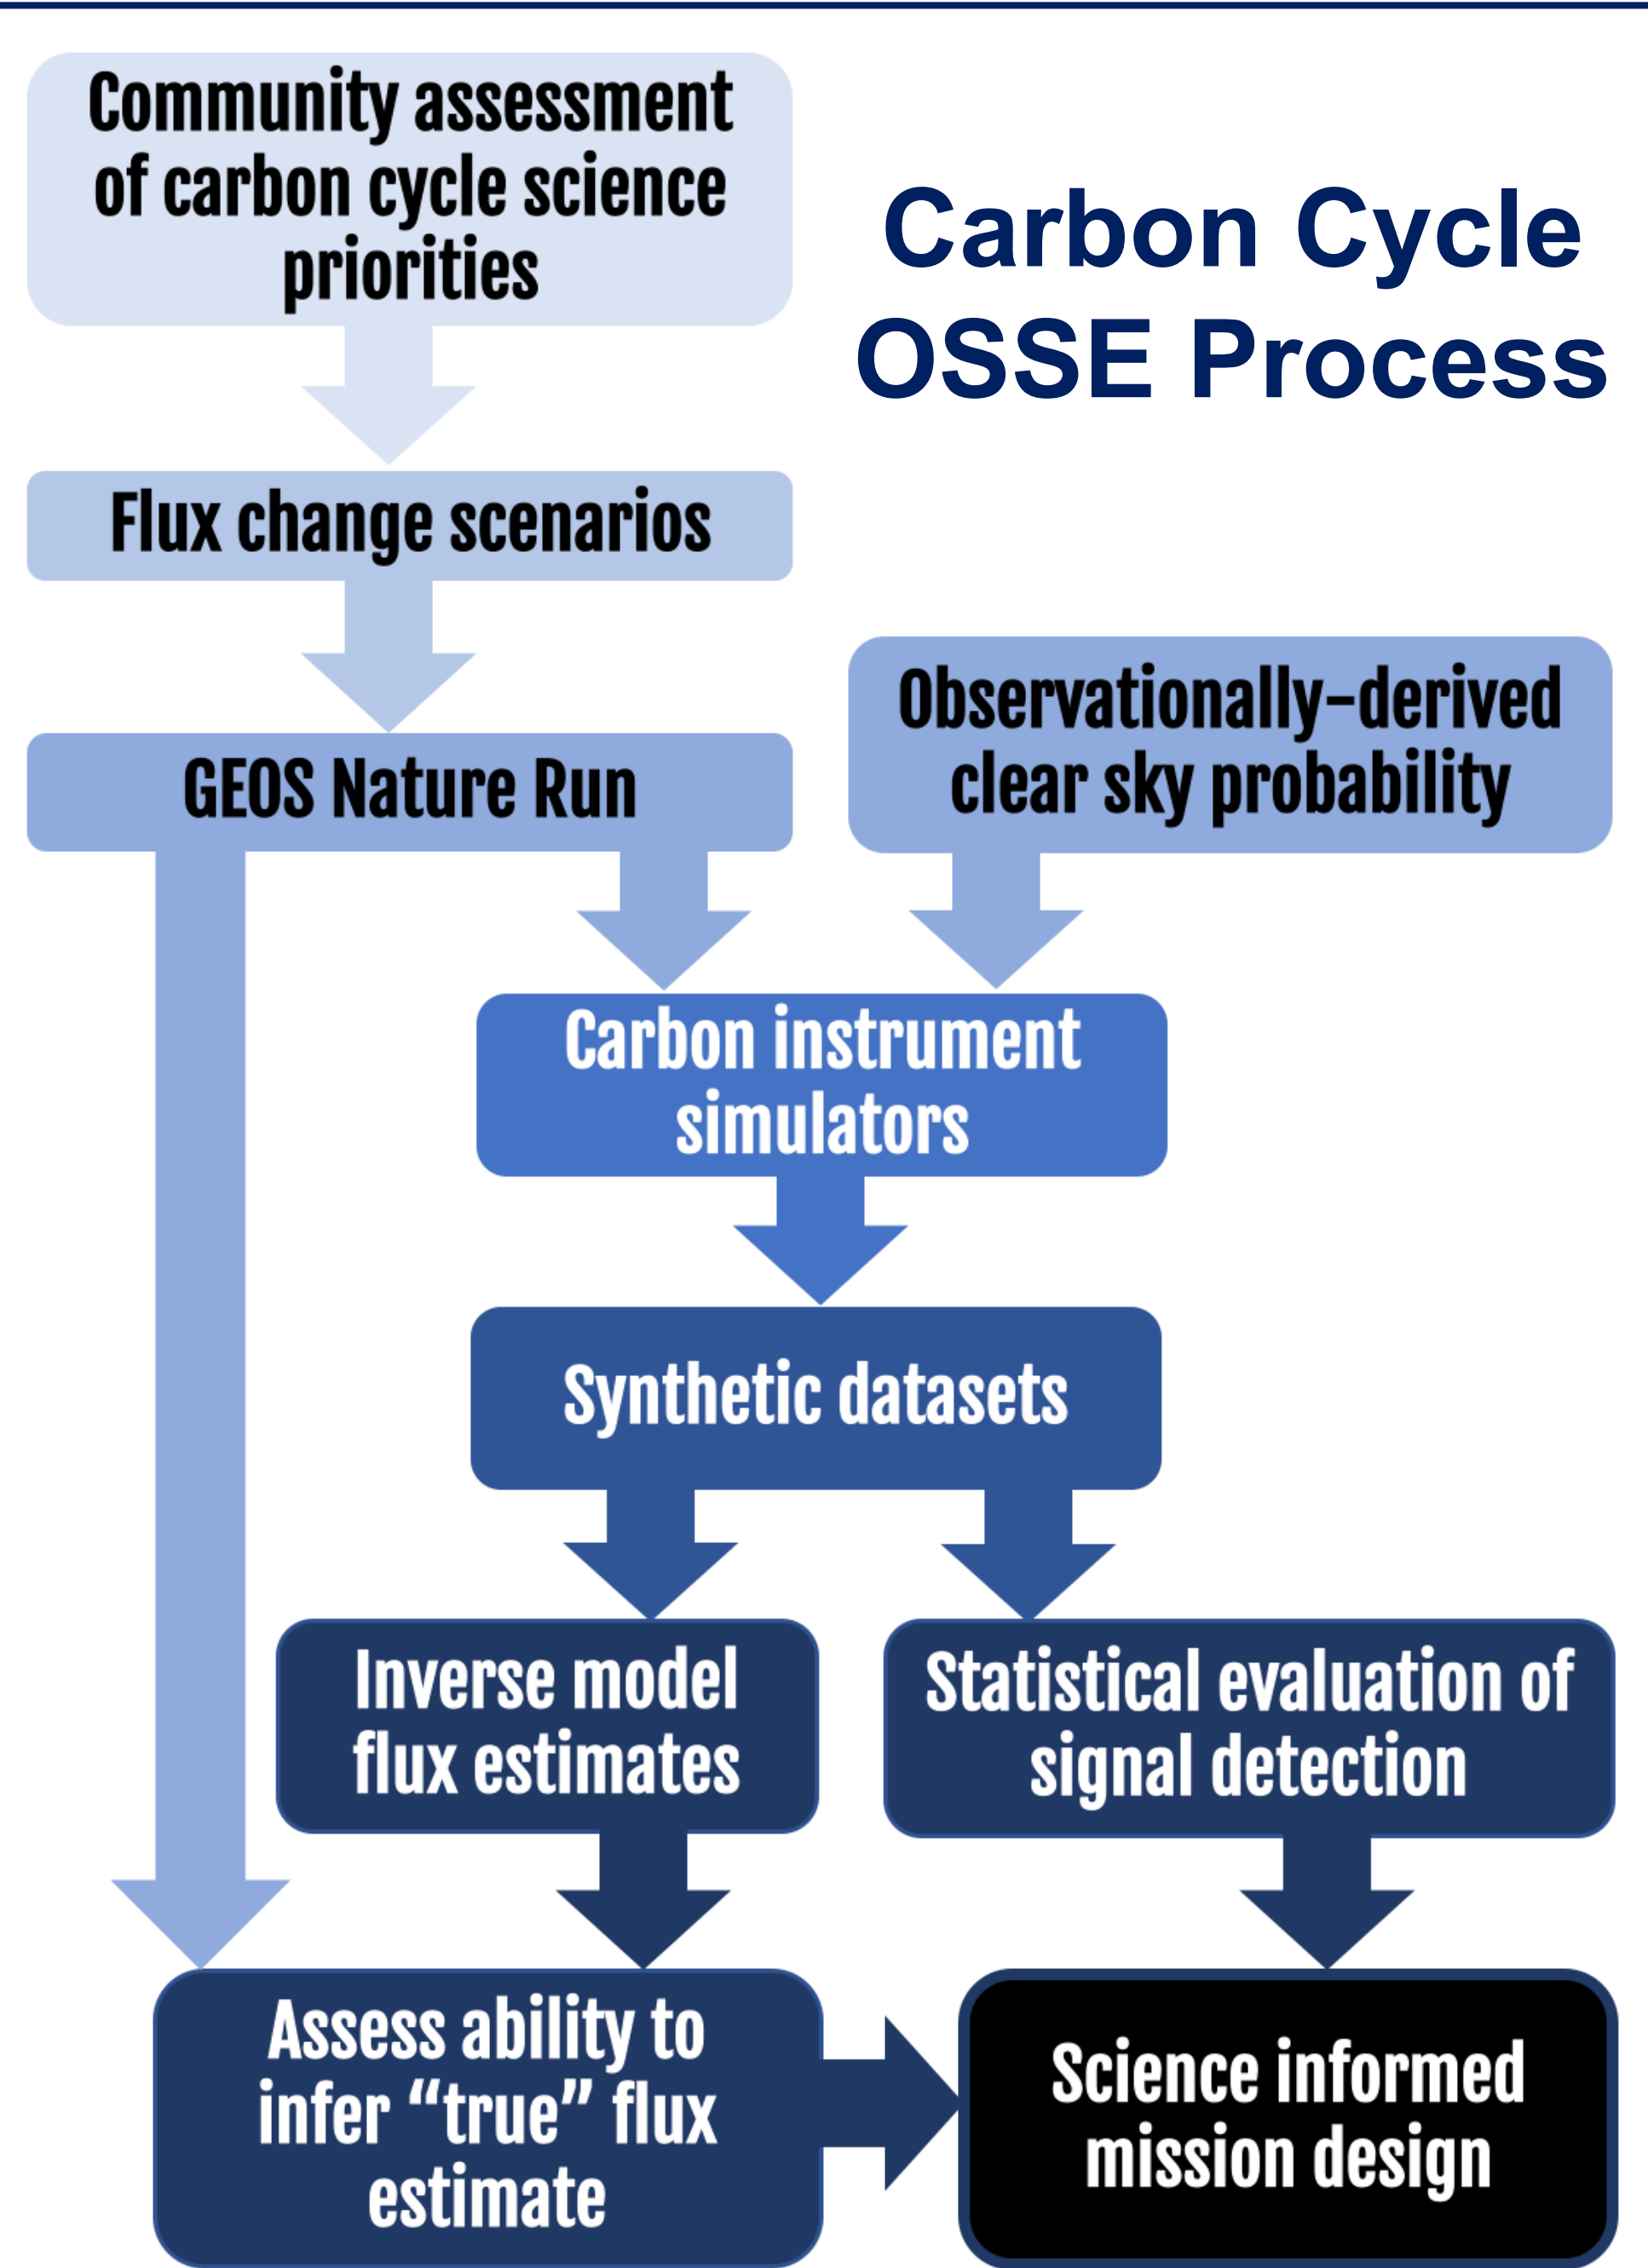 Community assessment
of carbon cycle science
priorities
Carbon Cycle
OSSE Process
Flux change scenarios
GEOS Nature Run
Observationally-derived
clear sky probability
Carbon instrument
simulators
Synthetic datasets
Inverse model
flux estimates
Statistical evaluation of
signal detection
Assess ability to
infer “true” flux
estimate
Science informed
mission design